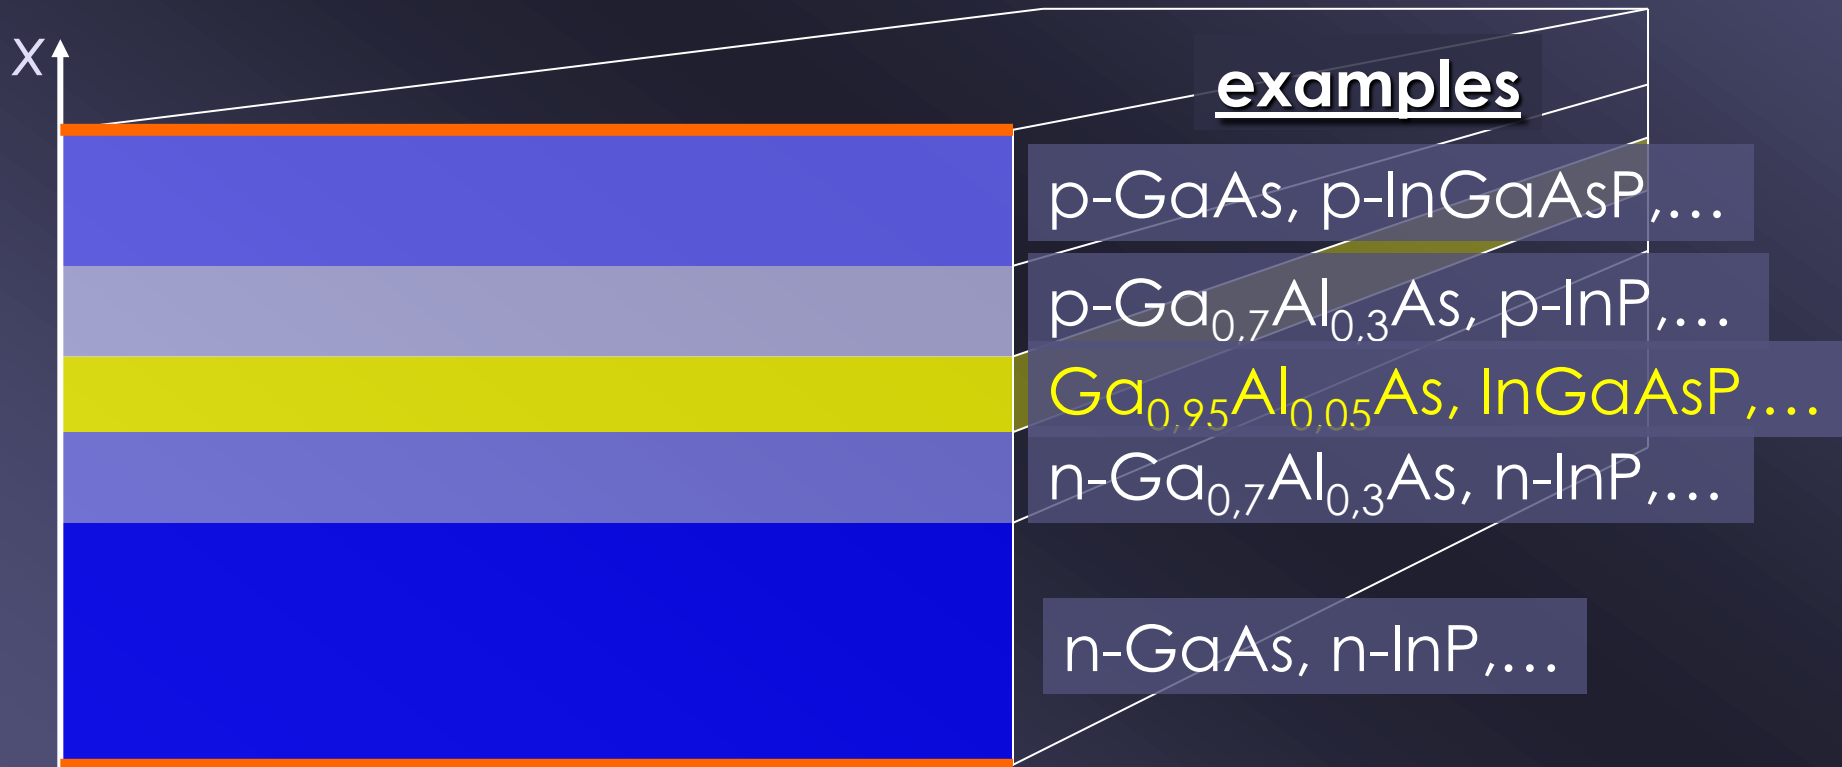 X
examples
p-GaAs, p-InGaAsP,…
p-Ga0,7Al0,3As, p-InP,…
Ga0,95Al0,05As, InGaAsP,…
n-Ga0,7Al0,3As, n-InP,…
n-GaAs, n-InP,…